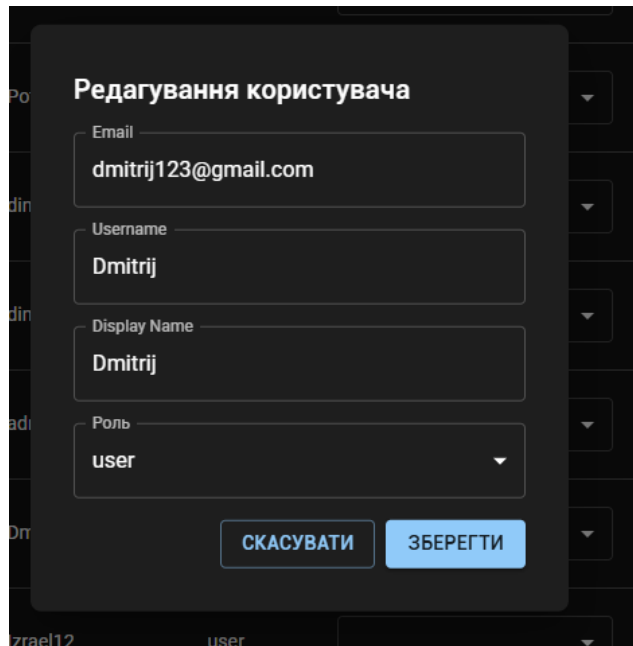 Редагування користувача
Email
dmitrij123@gmail.com
Username
Dmitrij
Display Name
Dmitrij
Роль
user
СКАСУВАТИ ЗБЕРЕГТИ
Izrael12 user